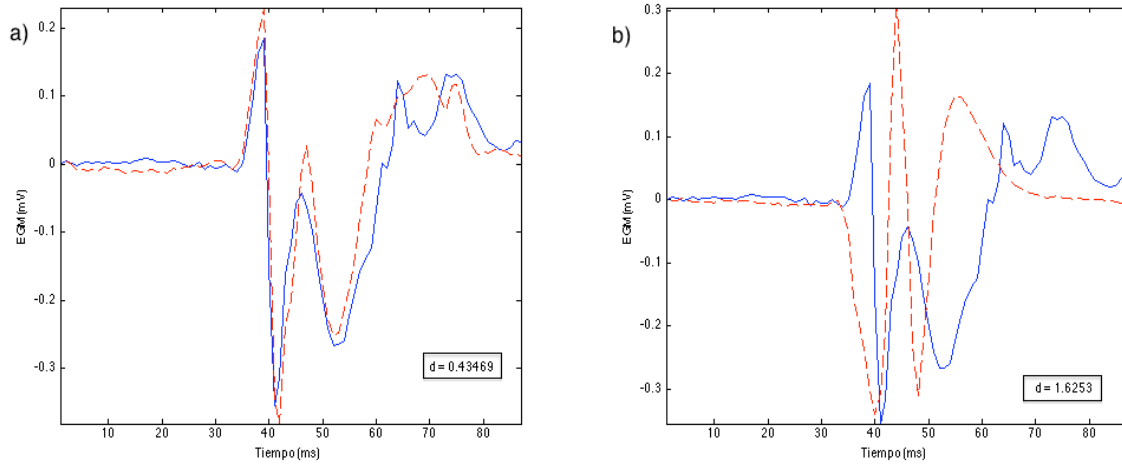 a)
0.2
0.1
0
-0.1
-0.2
-0.3
EGM (mV)
d = 0.43469
10 20 30 40 50 60 70 80
Tiempo (ms)
b)
0.3
0.2
0.1
0
-0.1
-0.2
-0.3
EGM (mV)
d = 1.6253
10 20 30 40 50 60 70 80
Tiempo (ms)